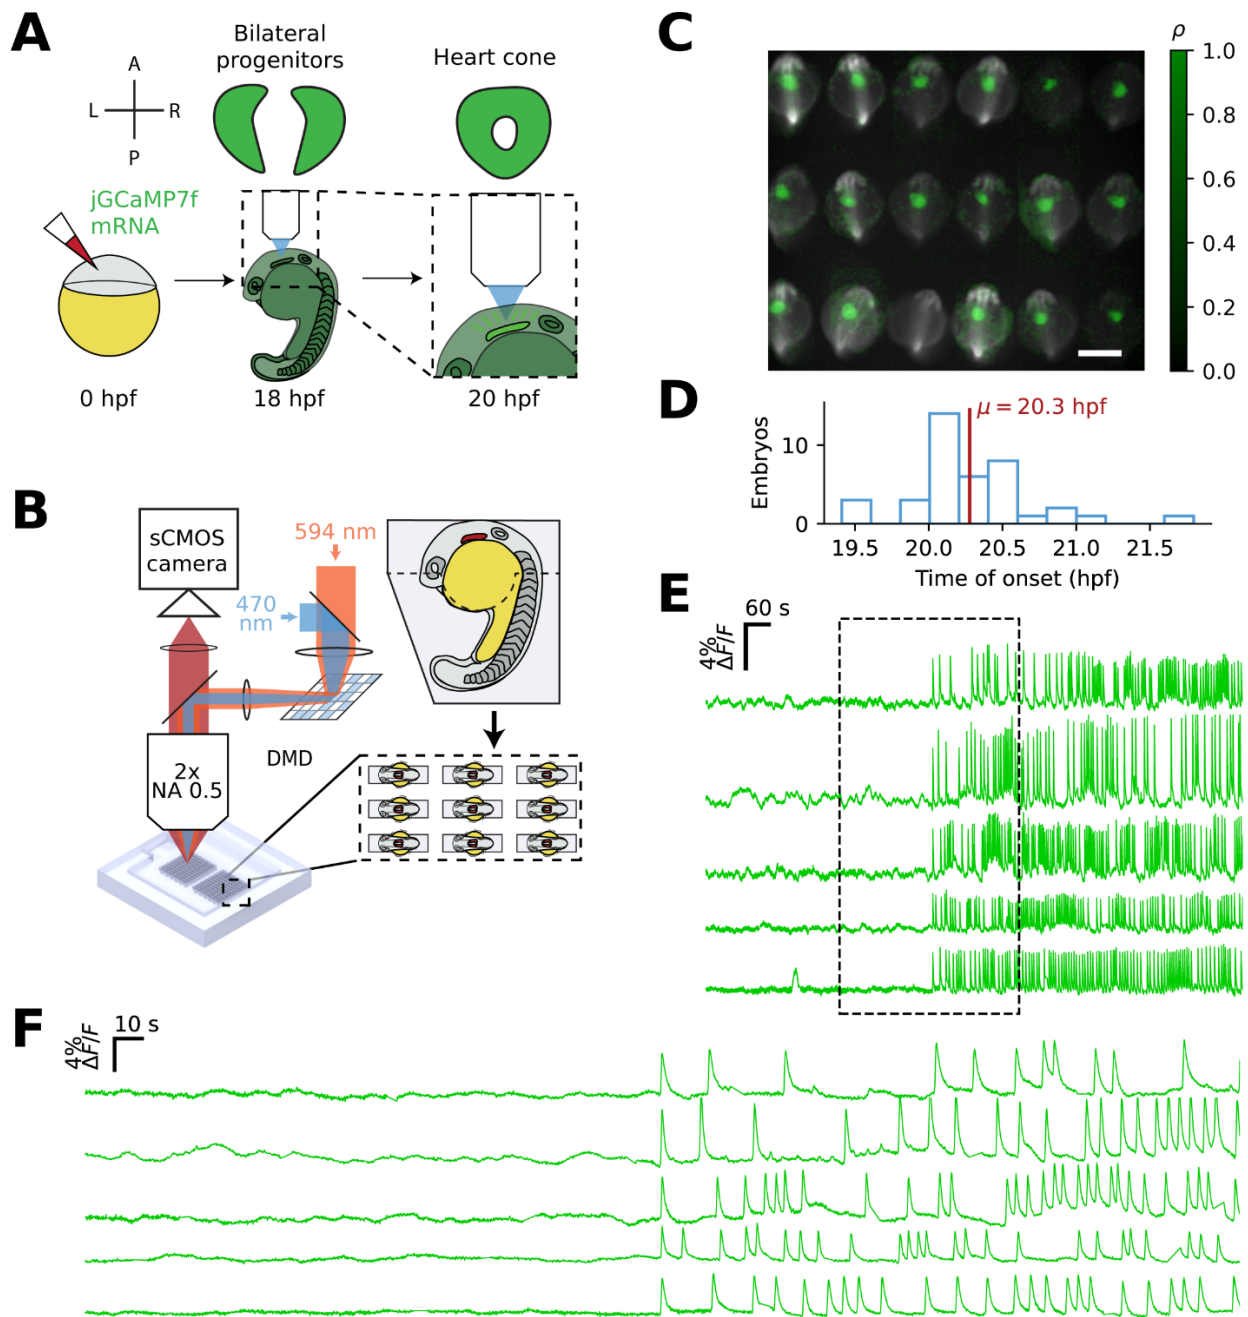 A
Bilateral
progenitors
Heart cone
A
L
R
P
jGCaMP7f
mRNA
0 hpf
18 hpf
20 hpf
B
sCMOS
camera
594 nm
470
nm
DMD
2x
NA 0.5
C
ρ
1.0
0.8
0.6
0.4
0.2
0.0
D
μ = 20.3 hpf
Embryos
10
0
19.5
20.0
20.5
21.0
21.5
Time of onset (hpf)
E
60 s
4%
ΔF/F
F
10 s
4%
ΔF/F